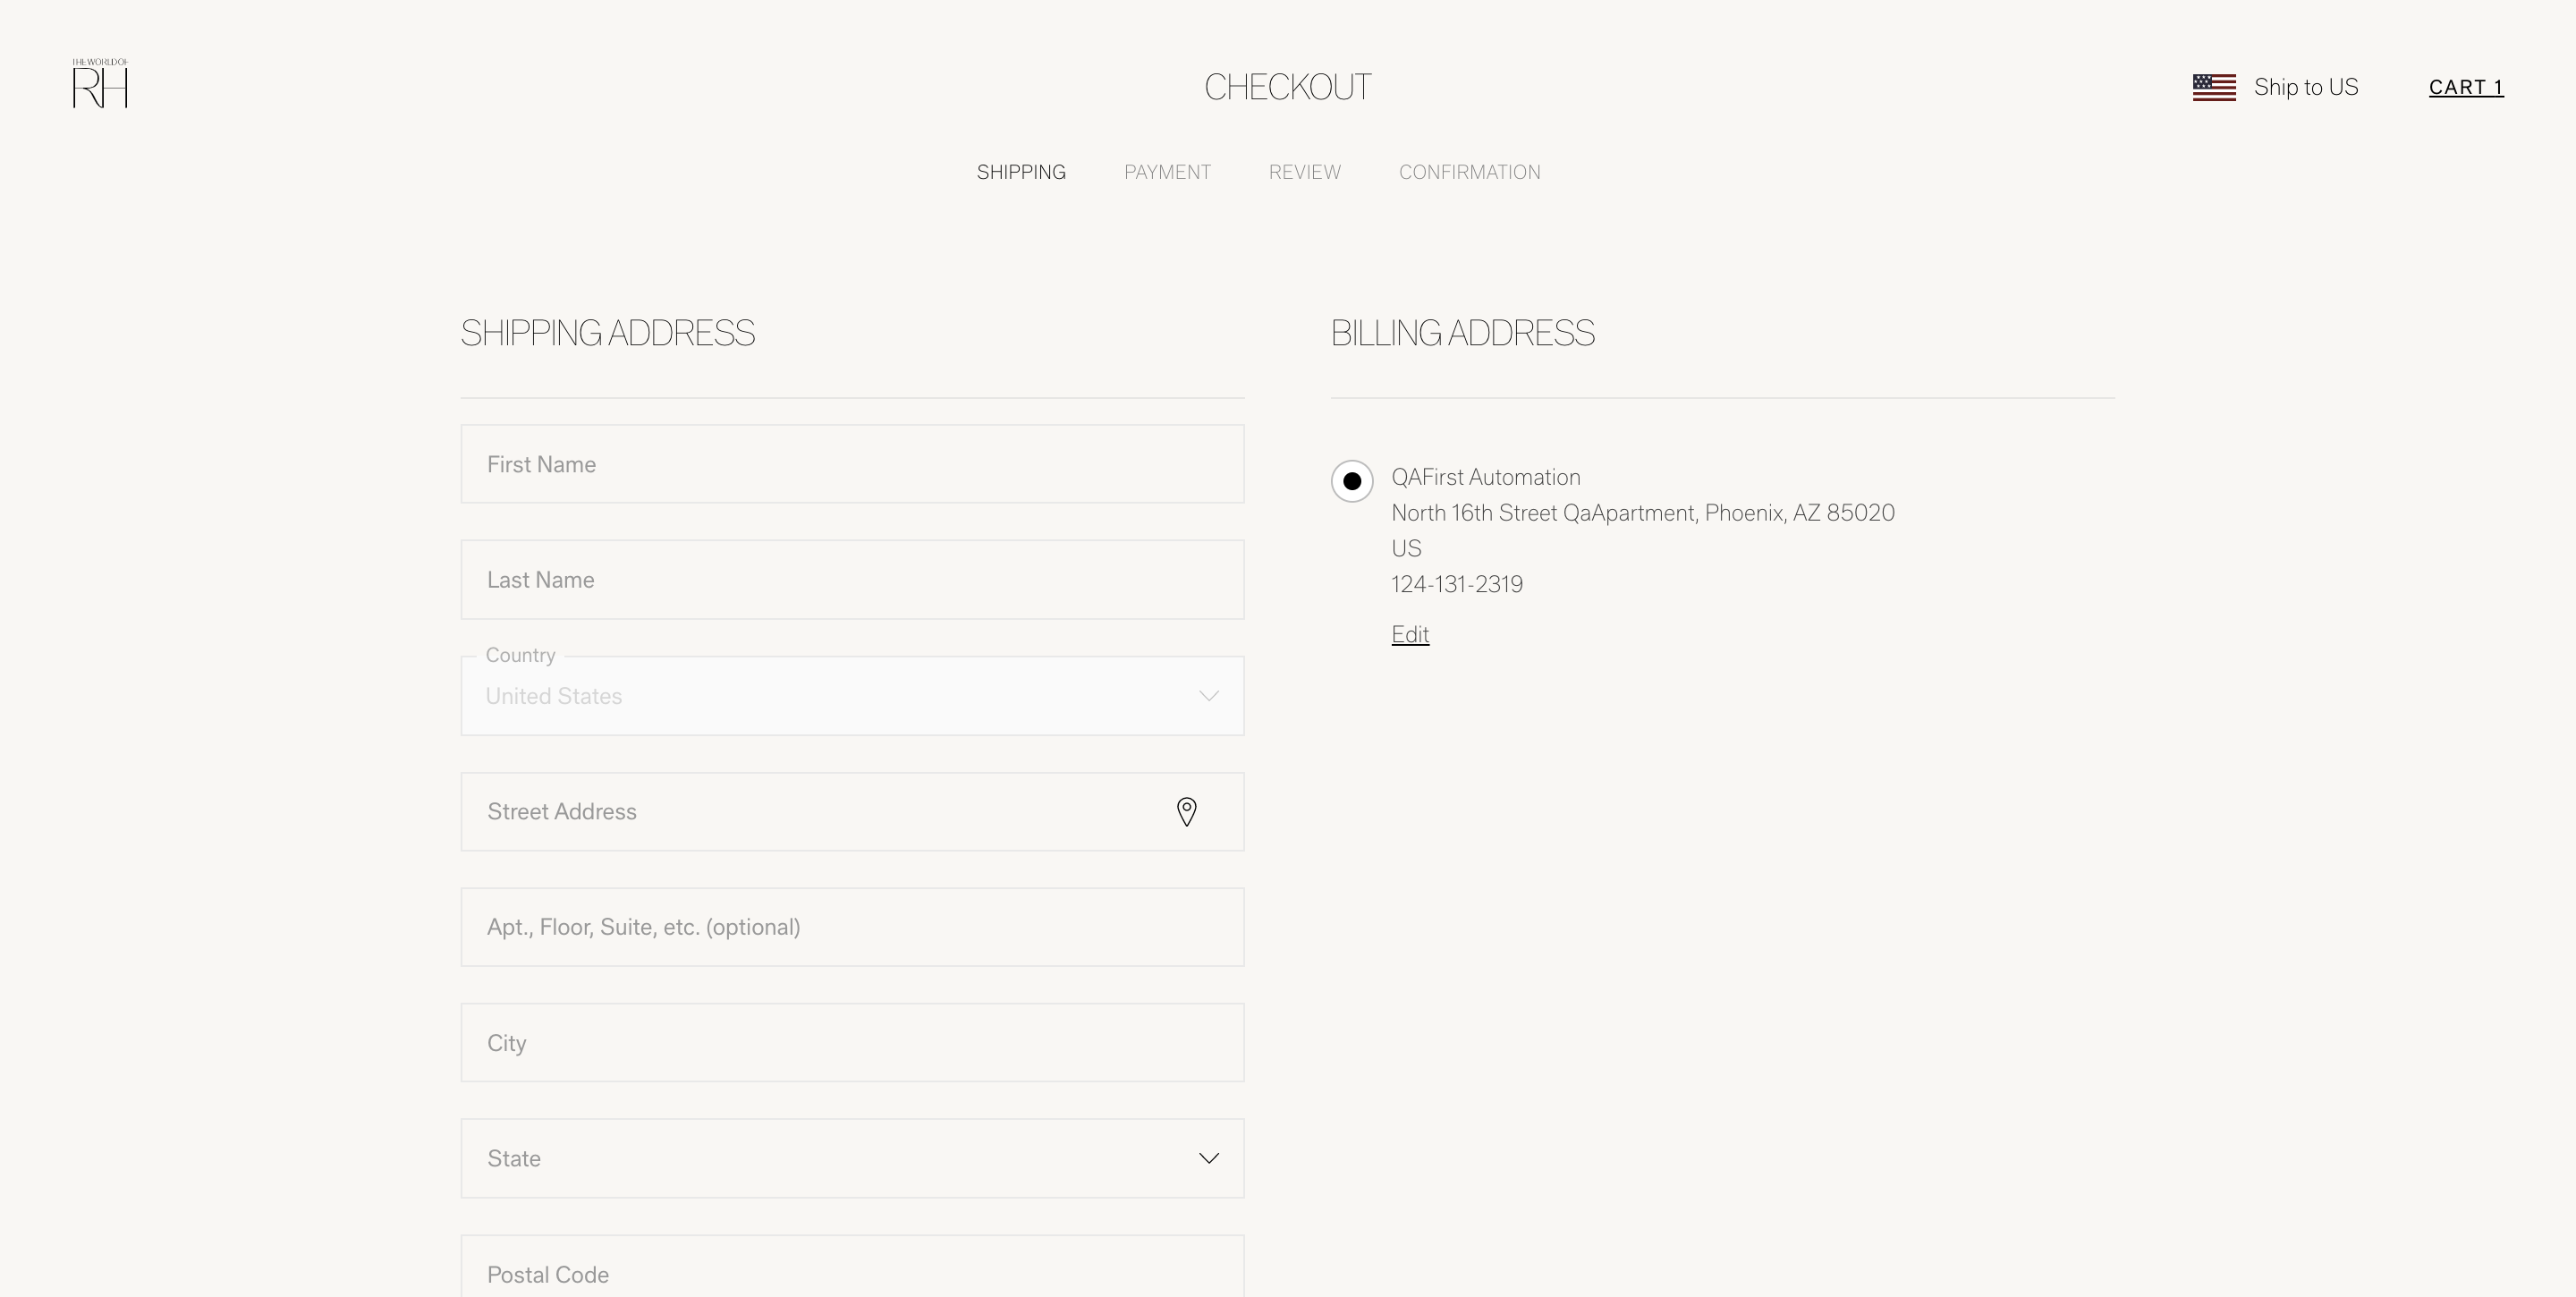 THE WORLD OF
RH
CHECKOUT
Ship to US
CART 1
SHIPPING
PAYMENT
REVIEW
CONFIRMATION
SHIPPING ADDRESS
First Name
Last Name
Country
United States
Street Address
Apt., Floor, Suite, etc. (optional)
City
State
Postal Code
BILLING ADDRESS
QAFirst Automation
North 16th Street QaApartment, Phoenix, AZ 85020
US
124-131-2319
Edit